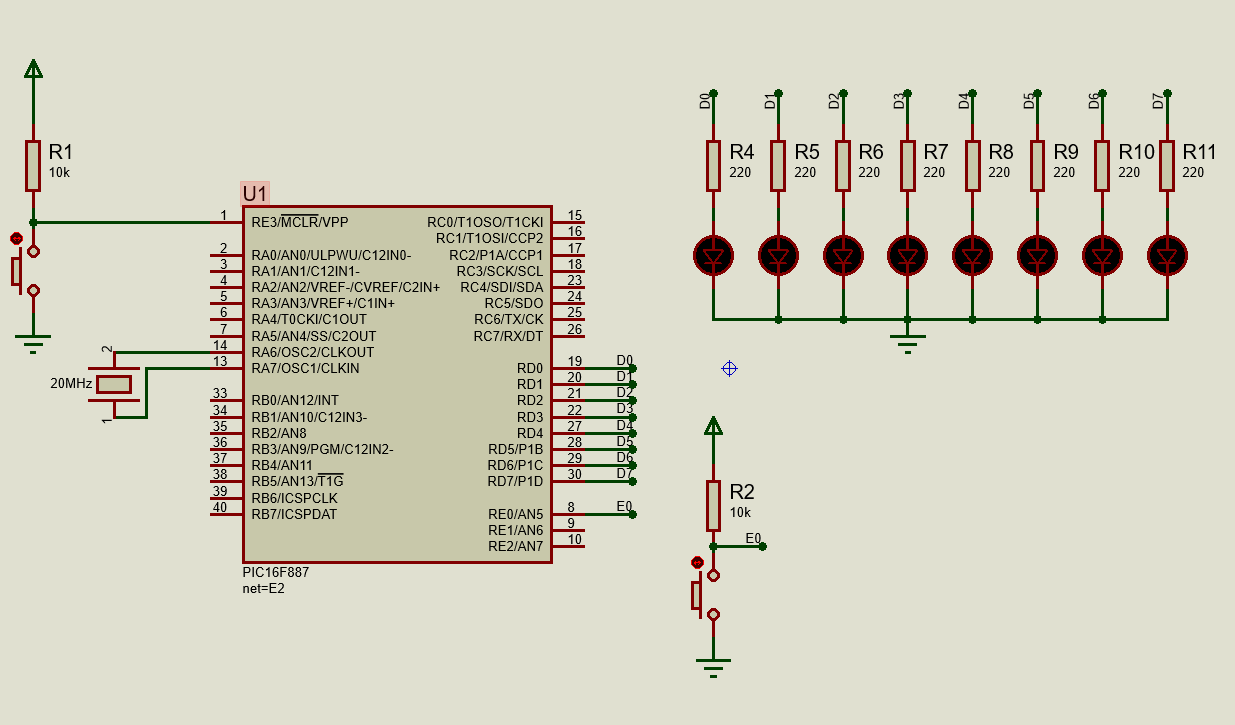 R1
10k
U1
1 RE3/MCLR/VPP
2 RA0/AN0/ULPWU/C12IN0-
3 RA1/AN1/C12IN1-
4 RA2/AN2/VREF-/CVREF/C2IN+
5 RA3/AN3/VREF+/C1IN+
6 RA4/T0CKI/C1OUT
7 RA5/AN4/SS/C2OUT
14 RA6/OSC2/CLKOUT
13 RA7/OSC1/CLKIN
33 RB0/AN12/INT
34 RB1/AN10/C12IN3-
35 RB2/AN8
36 RB3/AN9/PGM/C12IN2-
37 RB4/AN11
38 RB5/AN13/T1G
39 RB6/ICSPCLK
40 RB7/ICSPDAT
RC0/T1OSO/T1CKI 15
RC1/T1OSI/CCP2 16
RC2/P1A/CCP1 17
RC3/SCK/SCL 18
RC4/SDI/SDA 23
RC5/SDO 24
RC6/TX/CK 25
RC7/RX/DT 26
RD0 19 D0
RD1 20 D1
RD2 21 D2
RD3 22 D3
RD4 27 D4
RD5/P1B 28 D5
RD6/P1C 29 D6
RD7/P1D 30 D7
RE0/AN5 8 E0
RE1/AN6 9
RE2/AN7 10
PIC16F887
net=E2
2
20MHz
1
D0 D1 D2 D3 D4 D5 D6 D7
R4 R5 R6 R7 R8 R9 R10 R11
220 220 220 220 220 220 220 220
R2
10k
E0